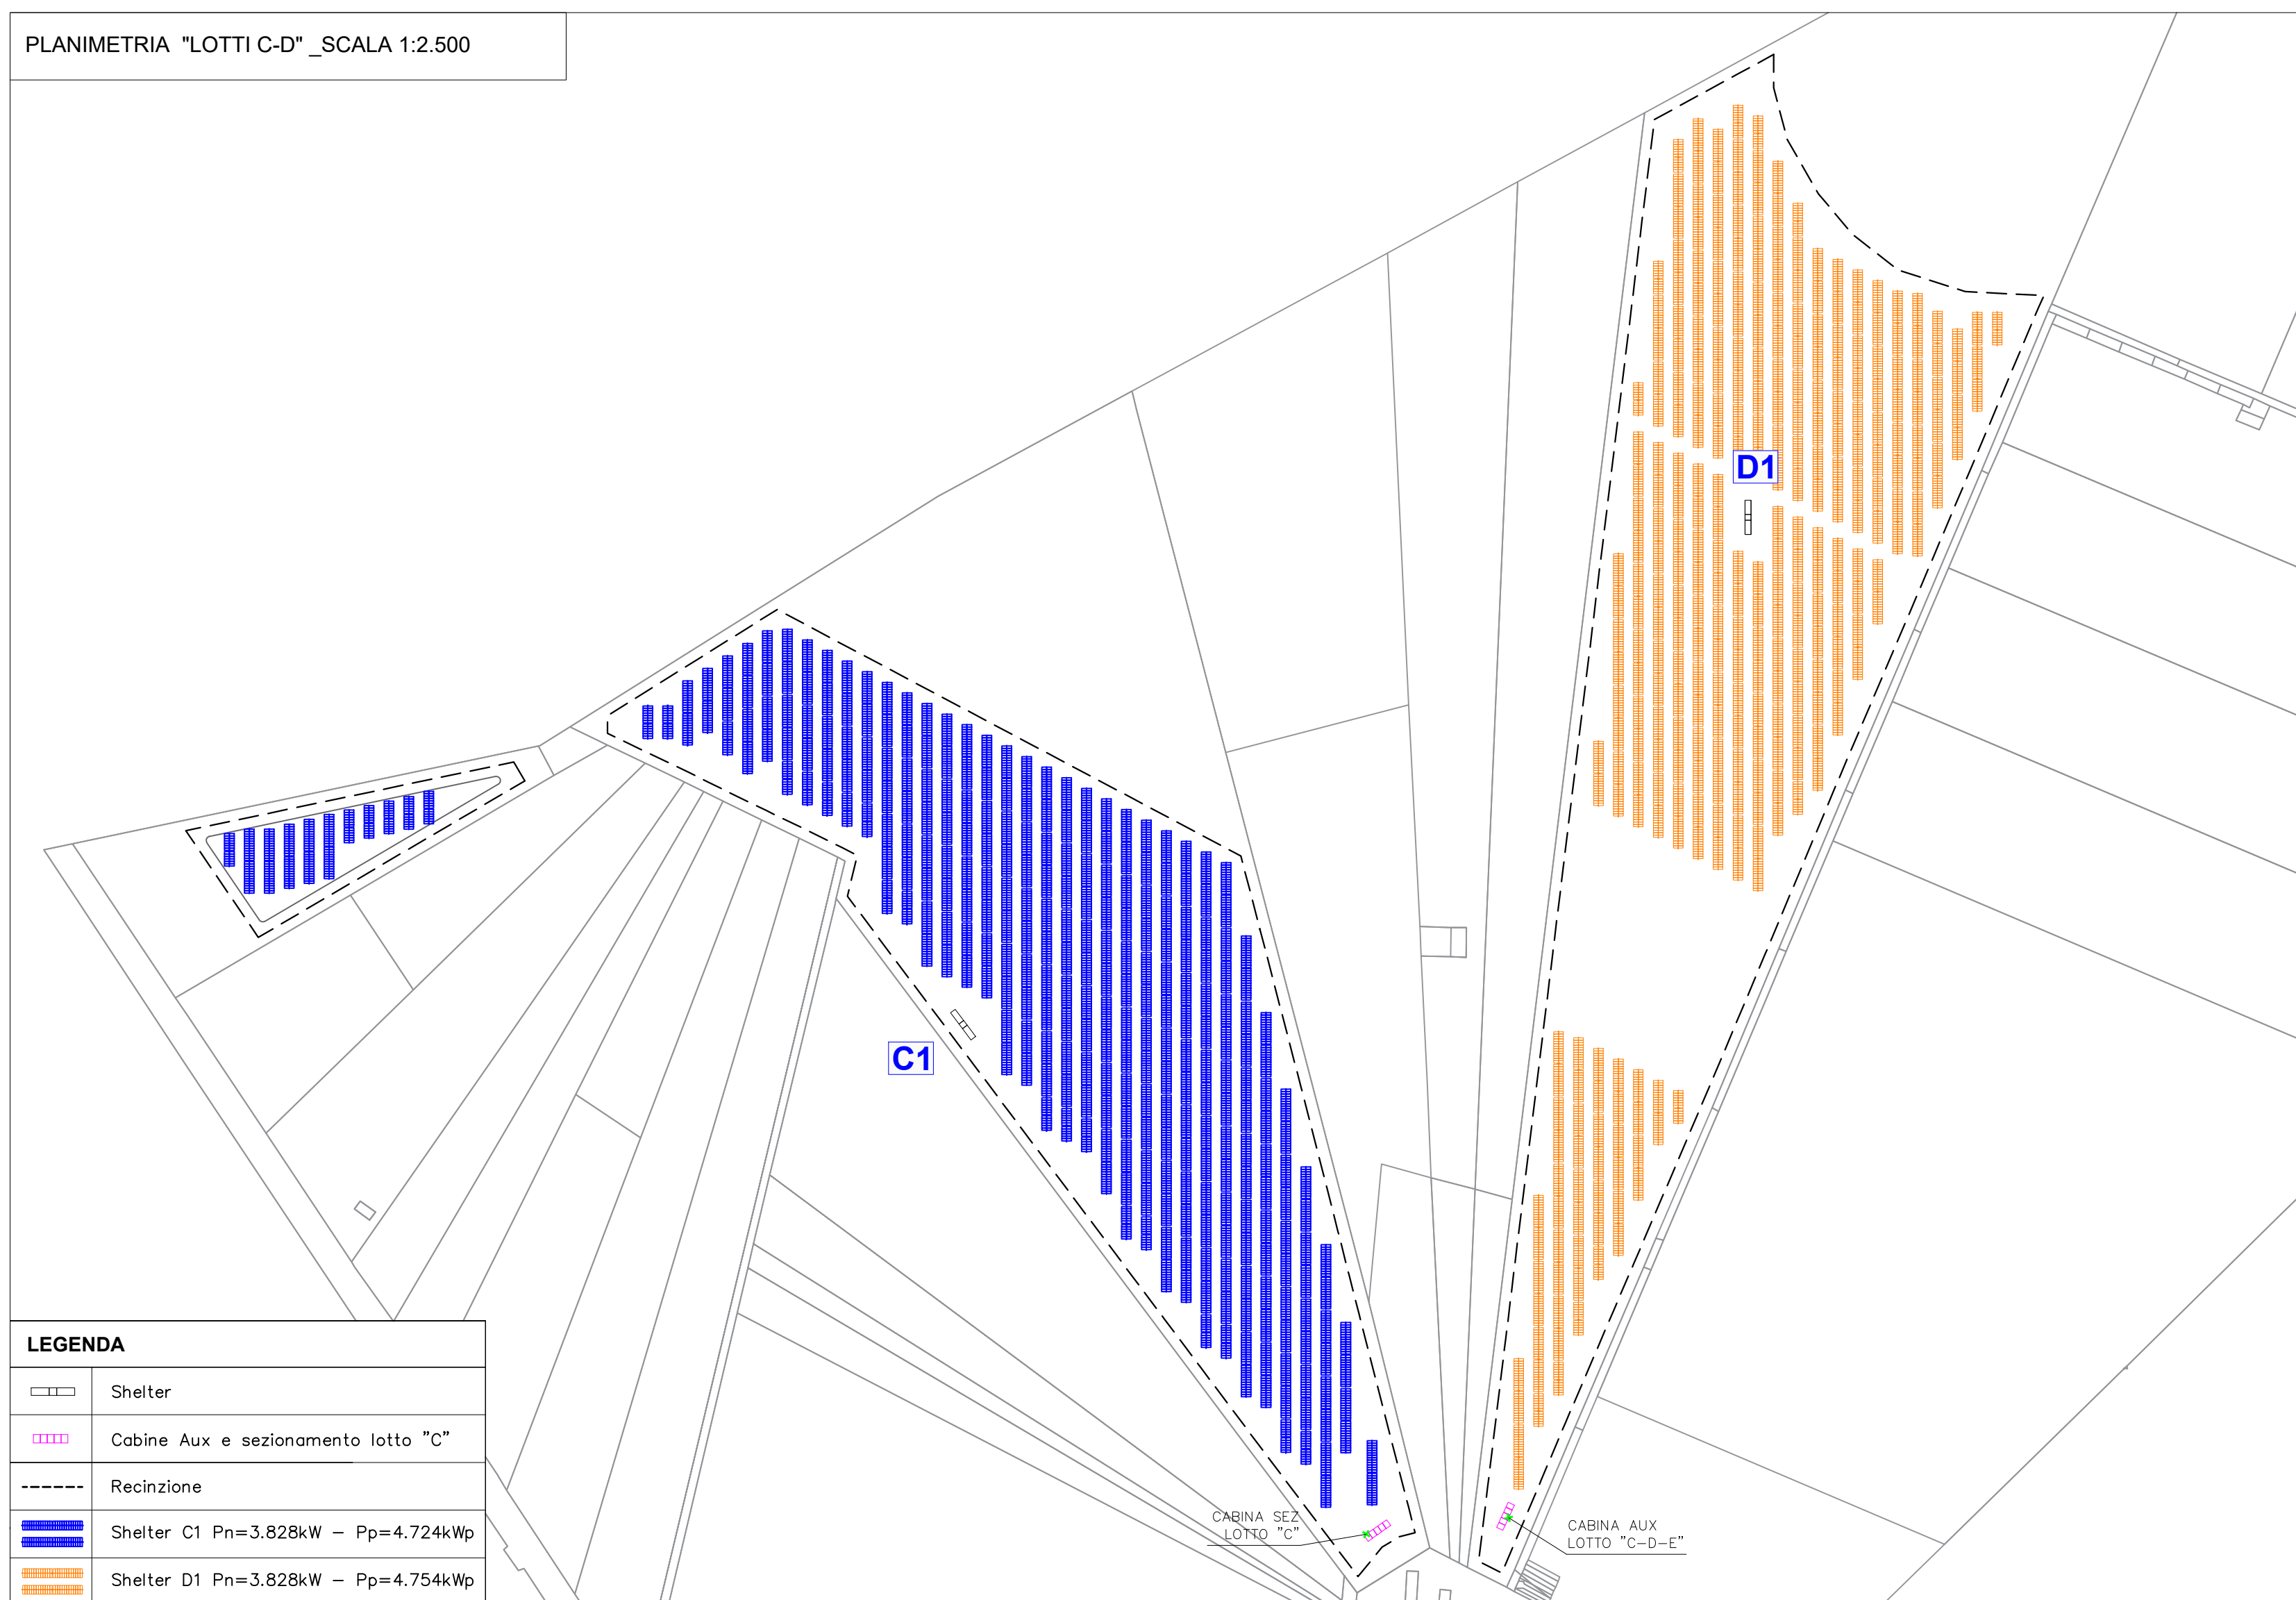 PLANIMETRIA "LOTTI C-D" _SCALA 1:2.500
D1
C1
CABINA SEZ
LOTTO "C"
CABINA AUX
LOTTO "C-D-E"
LEGENDA
Shelter
Cabine Aux e sezionamento lotto "C"
Recinzione
Shelter C1 Pn=3.828kW – Pp=4.724kWp
Shelter D1 Pn=3.828kW – Pp=4.754kWp